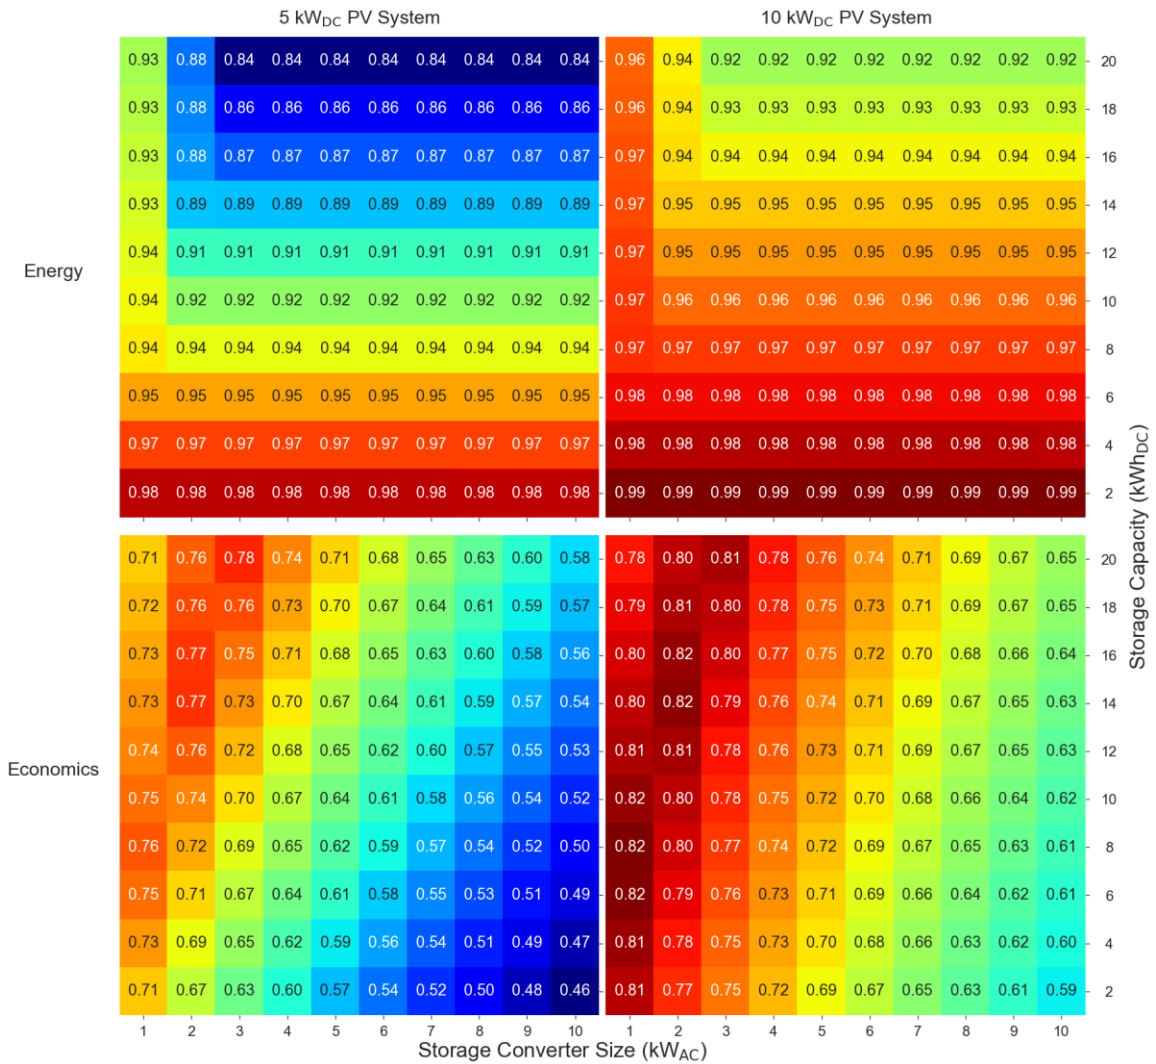 5 kWDC PV System 10 kWDC PV System
0.93 0.88 0.84 0.84 0.84 0.84 0.84 0.84 0.84 0.84 0.96 0.94 0.92 0.92 0.92 0.92 0.92 0.92 0.92 0.92 20
0.93 0.88 0.86 0.86 0.86 0.86 0.86 0.86 0.86 0.86 0.96 0.94 0.93 0.93 0.93 0.93 0.93 0.93 0.93 0.93 18
0.93 0.88 0.87 0.87 0.87 0.87 0.87 0.87 0.87 0.87 0.97 0.94 0.94 0.94 0.94 0.94 0.94 0.94 0.94 0.94 16
0.93 0.89 0.89 0.89 0.89 0.89 0.89 0.89 0.89 0.89 0.97 0.95 0.95 0.95 0.95 0.95 0.95 0.95 0.95 0.95 14
0.94 0.91 0.91 0.91 0.91 0.91 0.91 0.91 0.91 0.91 0.97 0.95 0.95 0.95 0.95 0.95 0.95 0.95 0.95 0.95 12
Energy
0.94 0.92 0.92 0.92 0.92 0.92 0.92 0.92 0.92 0.92 0.97 0.96 0.96 0.96 0.96 0.96 0.96 0.96 0.96 0.96 10
0.94 0.94 0.94 0.94 0.94 0.94 0.94 0.94 0.94 0.94 0.97 0.97 0.97 0.97 0.97 0.97 0.97 0.97 0.97 0.97 8
0.95 0.95 0.95 0.95 0.95 0.95 0.95 0.95 0.95 0.95 0.98 0.98 0.98 0.98 0.98 0.98 0.98 0.98 0.98 0.98 6
0.97 0.97 0.97 0.97 0.97 0.97 0.97 0.97 0.97 0.97 0.98 0.98 0.98 0.98 0.98 0.98 0.98 0.98 0.98 0.98 4
0.98 0.98 0.98 0.98 0.98 0.98 0.98 0.98 0.98 0.98 0.99 0.99 0.99 0.99 0.99 0.99 0.99 0.99 0.99 0.99 2
Storage Capacity (kWhDC)
0.71 0.76 0.78 0.74 0.71 0.68 0.65 0.63 0.60 0.58 0.78 0.80 0.81 0.78 0.76 0.74 0.71 0.69 0.67 0.65 20
0.72 0.76 0.76 0.73 0.70 0.67 0.64 0.61 0.59 0.57 0.79 0.81 0.80 0.78 0.75 0.73 0.71 0.69 0.67 0.65 18
0.73 0.77 0.75 0.71 0.68 0.65 0.63 0.60 0.58 0.56 0.80 0.82 0.80 0.77 0.75 0.72 0.70 0.68 0.66 0.64 16
0.73 0.77 0.73 0.70 0.67 0.64 0.61 0.59 0.57 0.54 0.80 0.82 0.79 0.76 0.74 0.71 0.69 0.67 0.65 0.63 14
0.74 0.76 0.72 0.68 0.65 0.62 0.60 0.57 0.55 0.53 0.81 0.81 0.78 0.76 0.73 0.71 0.69 0.67 0.65 0.63 12
Economics
0.75 0.74 0.70 0.67 0.64 0.61 0.58 0.56 0.54 0.52 0.82 0.80 0.78 0.75 0.72 0.70 0.68 0.66 0.64 0.62 10
0.76 0.72 0.69 0.65 0.62 0.59 0.57 0.54 0.52 0.50 0.82 0.80 0.77 0.74 0.72 0.69 0.67 0.65 0.63 0.61 8
0.75 0.71 0.67 0.64 0.61 0.58 0.55 0.53 0.51 0.49 0.82 0.79 0.76 0.73 0.71 0.69 0.66 0.64 0.62 0.61 6
0.73 0.69 0.65 0.62 0.59 0.56 0.54 0.51 0.49 0.47 0.81 0.78 0.75 0.73 0.70 0.68 0.66 0.63 0.62 0.60 4
0.71 0.67 0.63 0.60 0.57 0.54 0.52 0.50 0.48 0.46 0.81 0.77 0.75 0.72 0.69 0.67 0.65 0.63 0.61 0.59 2
1 2 3 4 5 6 7 8 9 10 1 2 3 4 5 6 7 8 9 10
Storage Converter Size (kWAC)